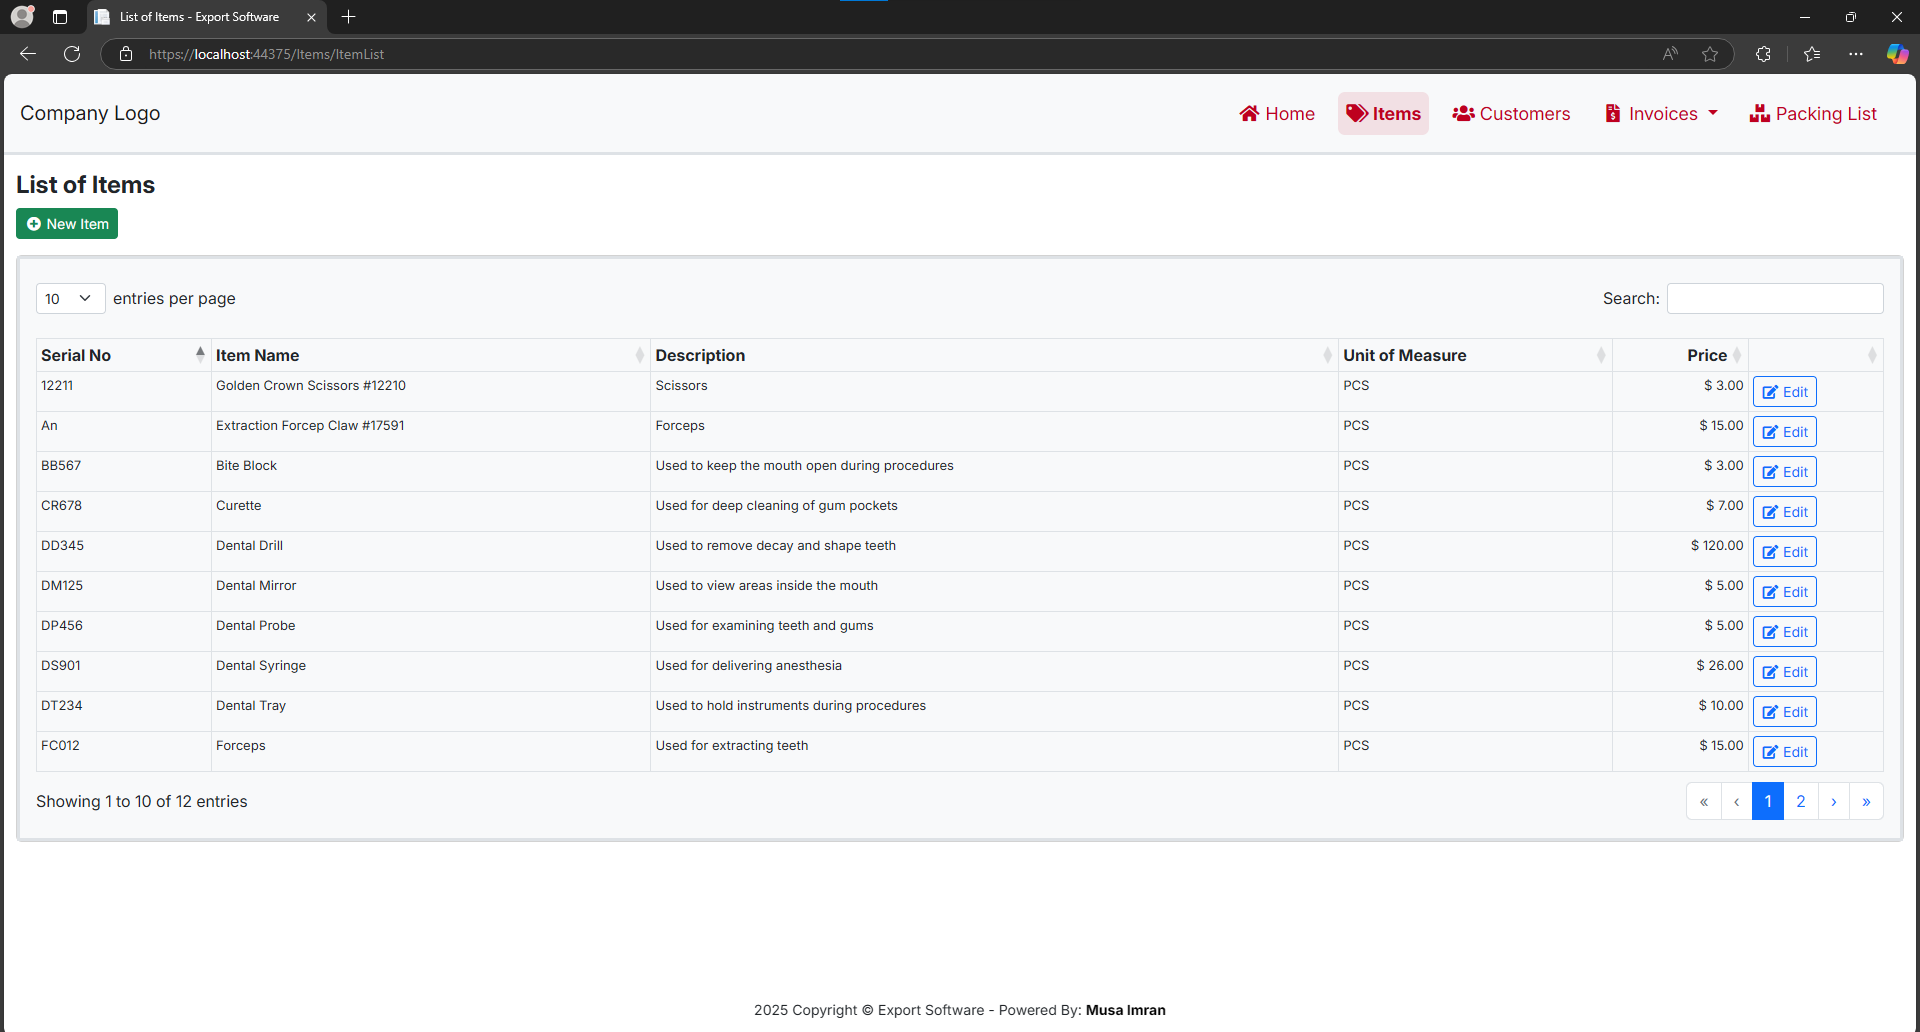 List of Items - Export Software
https://localhost:44375/Items/ItemList
Company Logo
Home Items Customers Invoices Packing List
List of Items
New Item
10 entries per page Search:
Serial No Item Name Description Unit of Measure Price
12211 Golden Crown Scissors #12210 Scissors PCS $ 3.00 Edit
An Extraction Forcep Claw #17591 Forceps PCS $ 15.00 Edit
BB567 Bite Block Used to keep the mouth open during procedures PCS $ 3.00 Edit
CR678 Curette Used for deep cleaning of gum pockets PCS $ 7.00 Edit
DD345 Dental Drill Used to remove decay and shape teeth PCS $ 120.00 Edit
DM125 Dental Mirror Used to view areas inside the mouth PCS $ 5.00 Edit
DP456 Dental Probe Used for examining teeth and gums PCS $ 5.00 Edit
DS901 Dental Syringe Used for delivering anesthesia PCS $ 26.00 Edit
DT234 Dental Tray Used to hold instruments during procedures PCS $ 10.00 Edit
FC012 Forceps Used for extracting teeth PCS $ 15.00 Edit
Showing 1 to 10 of 12 entries « ‹ 1 2 › »
2025 Copyright © Export Software - Powered By: Musa Imran